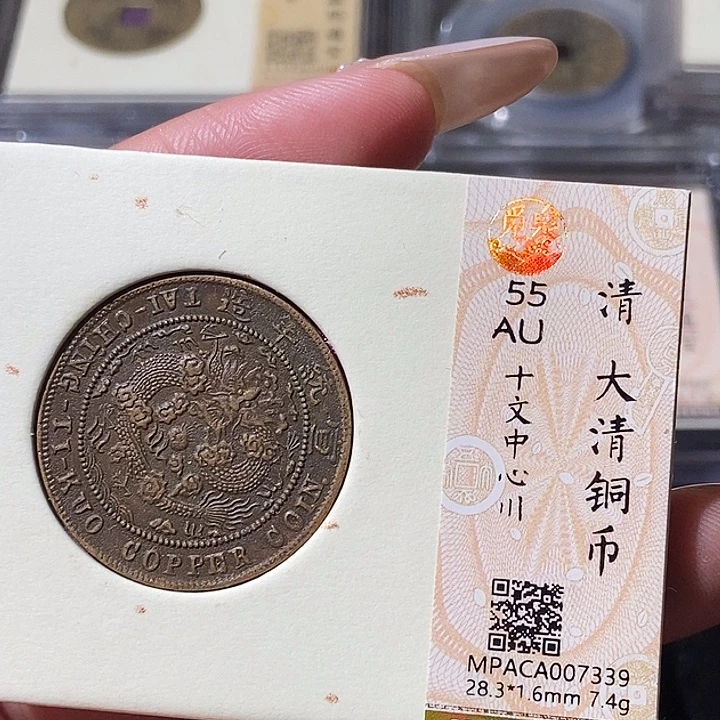 宣統年造
TAI-CHING-TI-KUO COPPER COIN
55
AU
清 大清铜币
十文中心川
MPACA007339
28.3*1.6mm 7.4g